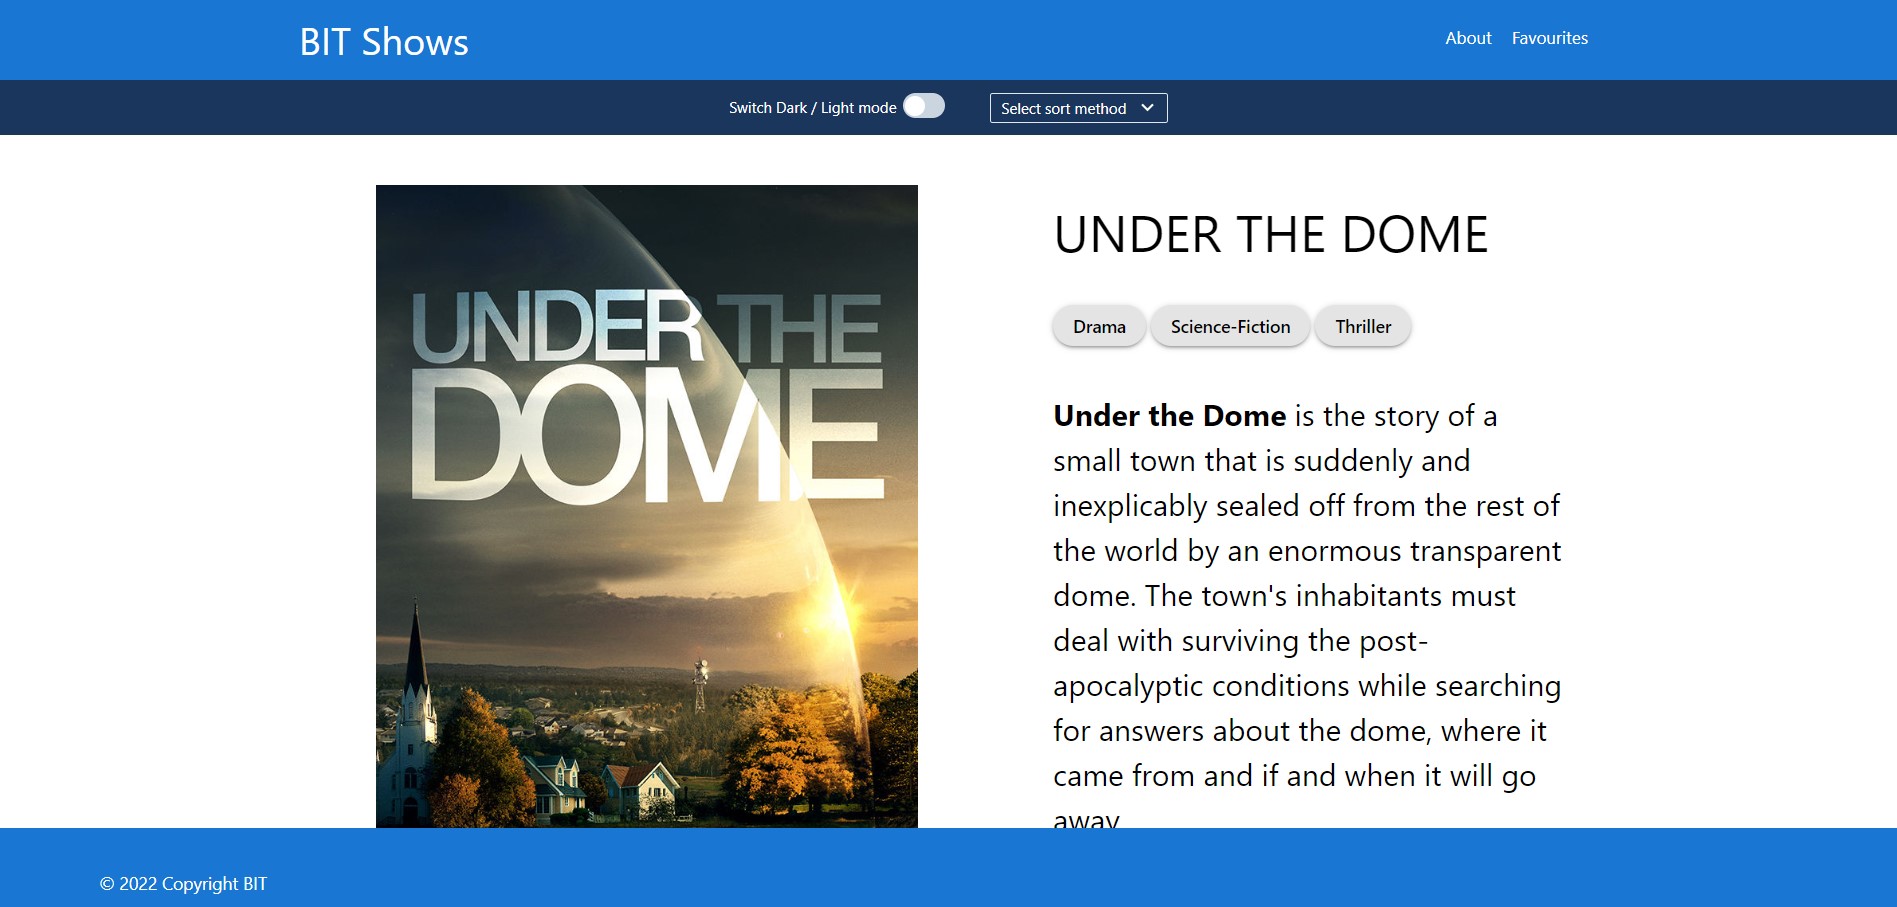 BIT Shows
About Favourites
Switch Dark / Light mode
Select sort method
UNDER THE
DOME
UNDER THE DOME
Drama Science-Fiction Thriller
Under the Dome is the story of a
small town that is suddenly and
inexplicably sealed off from the rest of
the world by an enormous transparent
dome. The town's inhabitants must
deal with surviving the post-
apocalyptic conditions while searching
for answers about the dome, where it
came from and if and when it will go
away
© 2022 Copyright BIT